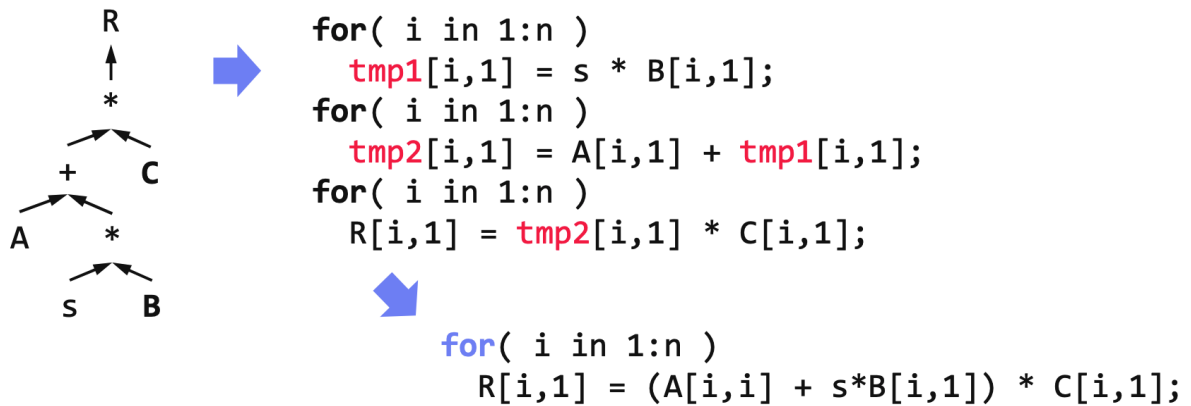 R
*
+ C
A *
s B
for( i in 1:n )
tmp1[i,1] = s * B[i,1];
for( i in 1:n )
tmp2[i,1] = A[i,1] + tmp1[i,1];
for( i in 1:n )
R[i,1] = tmp2[i,1] * C[i,1];
for( i in 1:n )
R[i,1] = (A[i,i] + s*B[i,1]) * C[i,1];